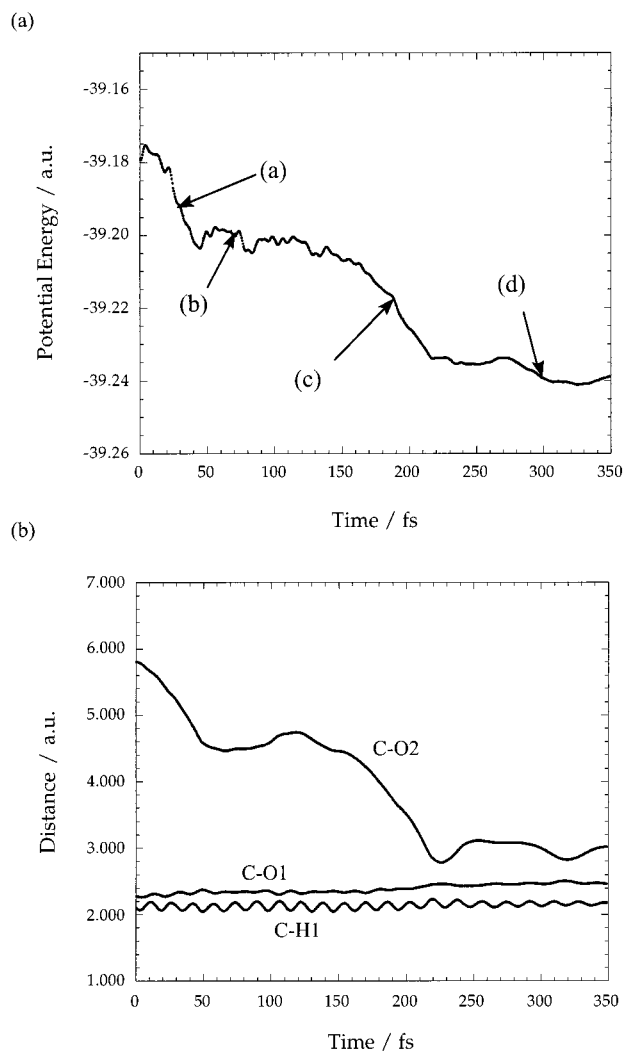 (a)
-39.16
-39.18
-39.20
-39.22
-39.24
-39.26
Potential Energy / a.u.
(a)
(b)
(c)
(d)
0 50 100 150 200 250 300 350
Time / fs
(b)
7.000
6.000
5.000
4.000
3.000
2.000
1.000
Distance / a.u.
C-O2
C-O1
C-H1
0 50 100 150 200 250 300 350
Time / fs